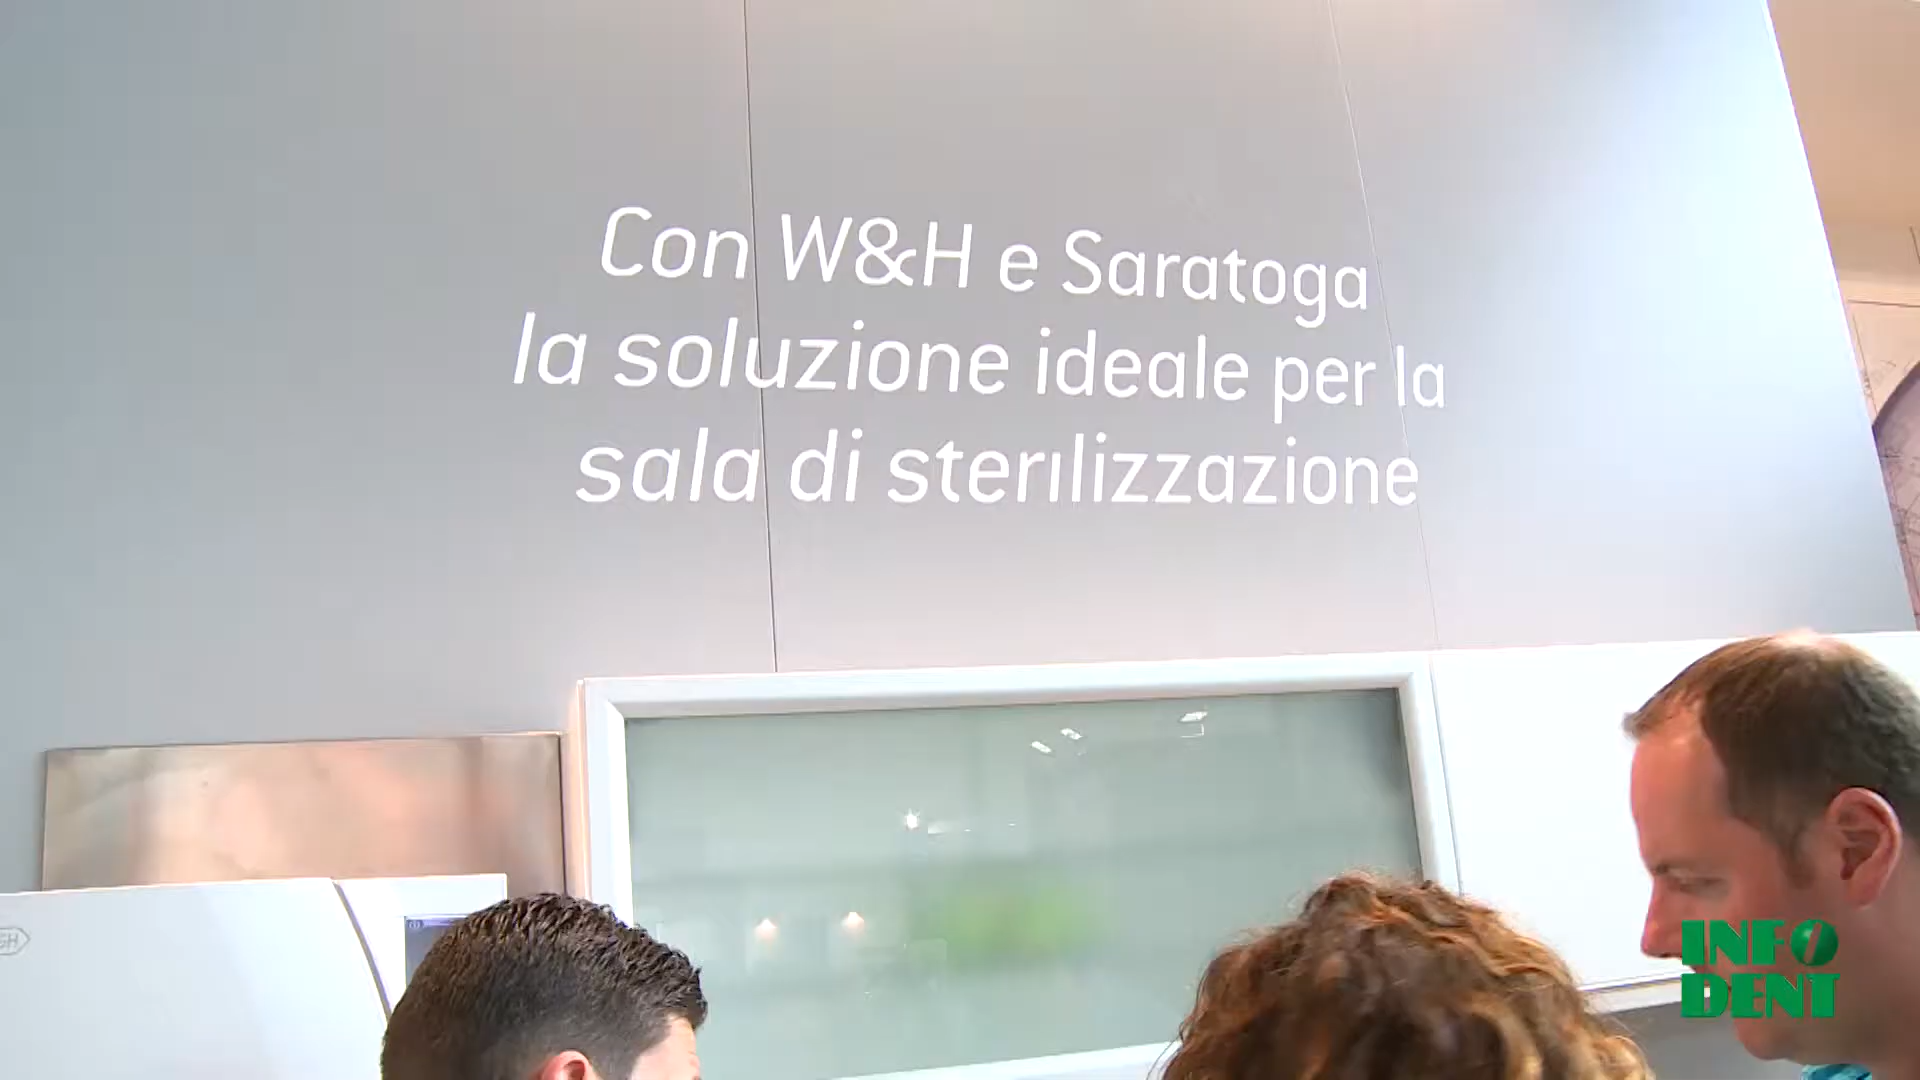 Con W&H e Saratoga
la soluzione ideale per la
sala di sterilizzazione
INFO
DENT